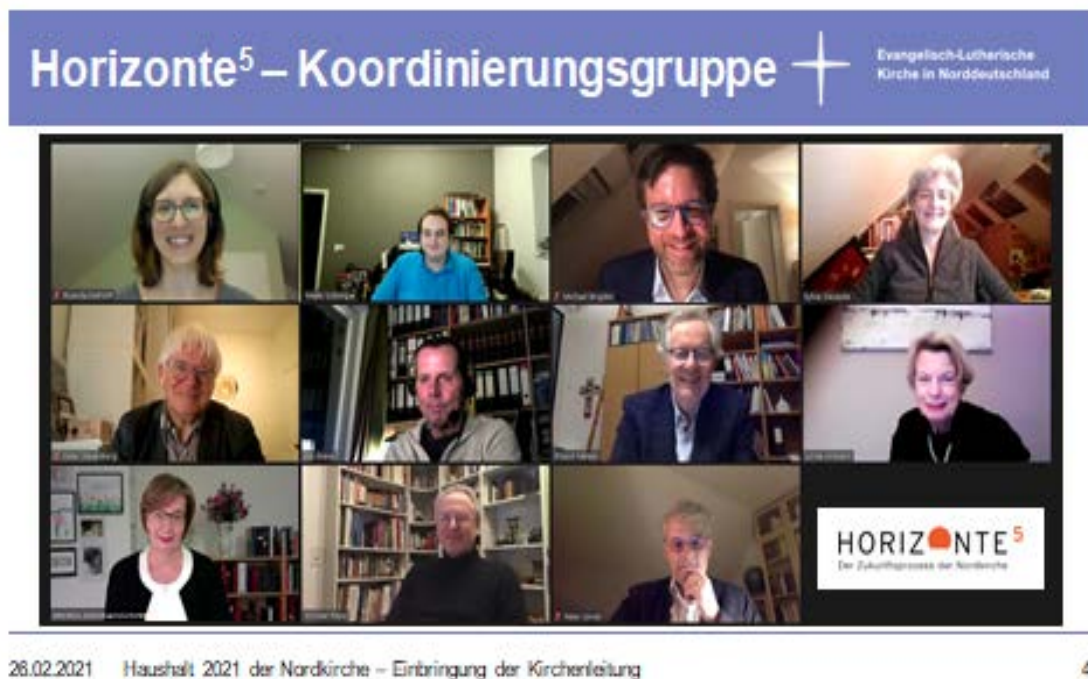 Horizonte⁵ – Koordinierungsgruppe
Evangelisch-Lutherische
Kirche in Norddeutschland
Michael
HORIZONTE⁵
Der Zukunftsprozess der Nordkirche
26.02.2021 Haushalt 2021 der Nordkirche – Einbringung der Kirchenleitung 4